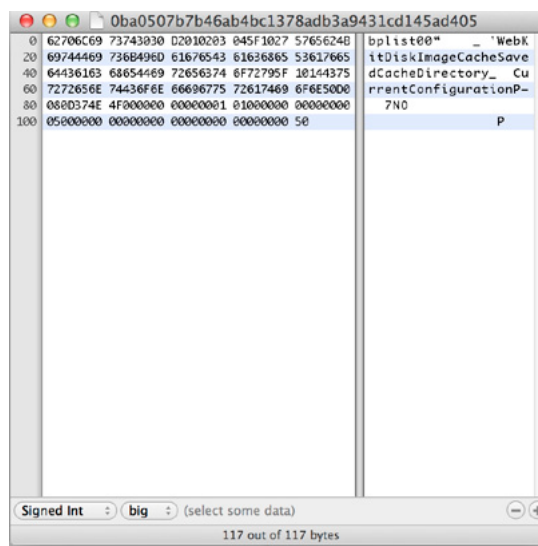 0ba0507b7b46ab4bc1378adb3a9431cd145ad405
0 62706C69 73743030 D2010203 045F1027 5765624B bplist00" _ 'WebK
20 69744469 736B496D 61676543 61636865 53617665 itDiskImageCacheSave
40 64436163 68654469 72656374 6F72795F 10144375 dCacheDirectory_ Cu
60 7272656E 74436F6E 66696775 72617469 6F6E50D0 rrentConfigurationP–
80 080D374E 4F000000 00000001 01000000 00000000 7NO
100 05000000 00000000 00000000 00000000 50 P
Signed Int big (select some data)
117 out of 117 bytes